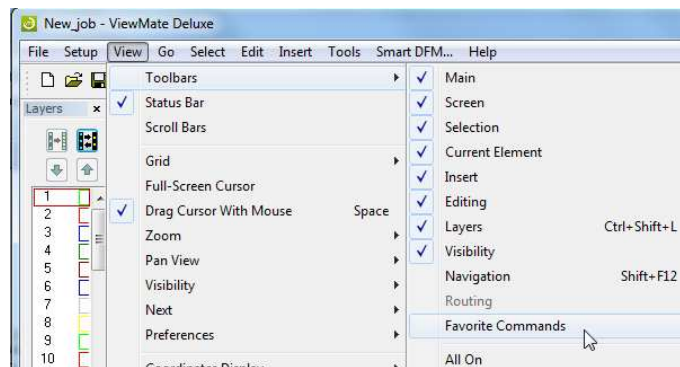 New_job - ViewMate Deluxe
File Setup View Go Select Edit Insert Tools Smart DFM... Help
Layers x
Toolbars
Status Bar
Scroll Bars
Grid
Full-Screen Cursor
Drag Cursor With Mouse Space
Zoom
Pan View
Visibility
Next
Preferences
Coordinates Display
Main
Screen
Selection
Current Element
Insert
Editing
Layers Ctrl+Shift+L
Visibility
Navigation Shift+F12
Routing
Favorite Commands
All On
1
2
3
4
5
6
7
8
9
10